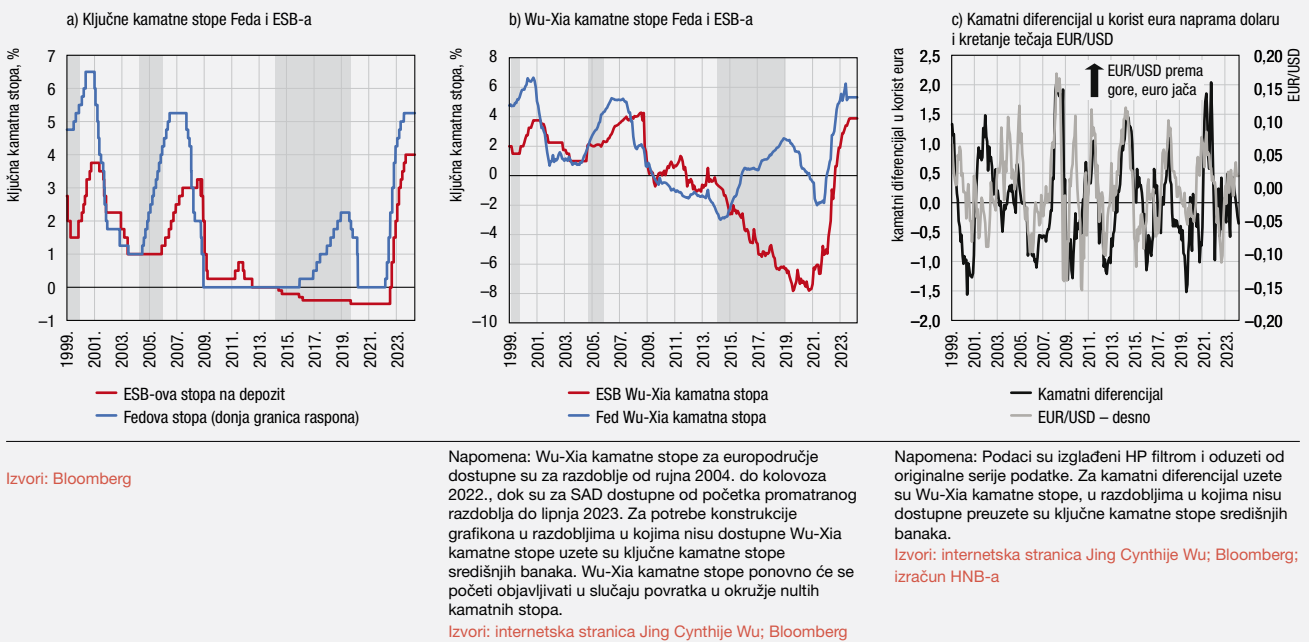 a) Ključne kamatne stope Feda i ESB-a
ključna kamatna stopa, %
7
6
5
4
3
2
1
0
–1
1999.
2001.
2003.
2005.
2007.
2009.
2011.
2013.
2015.
2017.
2019.
2021.
2023.
ESB-ova stopa na depozit
Fedova stopa (donja granica raspona)
Izvori: Bloomberg
b) Wu-Xia kamatne stope Feda i ESB-a
ključna kamatna stopa, %
8
6
4
2
0
–2
–4
–6
–8
–10
1999.
2001.
2003.
2005.
2007.
2009.
2011.
2013.
2015.
2017.
2019.
2021.
2023.
ESB Wu-Xia kamatna stopa
Fed Wu-Xia kamatna stopa
Napomena: Wu-Xia kamatne stope za europodručje
dostupne su za razdoblje od rujna 2004. do kolovoza
2022., dok su za SAD dostupne od početka promatranog
razdoblja do lipnja 2023. Za potrebe konstrukcije
grafikona u razdobljima u kojima nisu dostupne Wu-Xia
kamatne stope uzete su ključne kamatne stope
središnjih banaka. Wu-Xia kamatne stope ponovno će se
početi objavljivati u slučaju povratka u okružje nultih
kamatnih stopa.
Izvori: internetska stranica Jing Cynthije Wu; Bloomberg
c) Kamatni diferencijal u korist eura naprama dolaru
i kretanje tečaja EUR/USD
kamatni diferencijal u korist eura
2,5
2,0
1,5
1,0
0,5
0,0
–0,5
–1,0
–1,5
–2,0
EUR/USD prema
gore, euro jača
0,20
0,15
0,10
0,05
0,00
–0,05
–0,10
–0,15
–0,20
EUR/USD
1999.
2001.
2003.
2005.
2007.
2009.
2011.
2013.
2015.
2017.
2019.
2021.
2023.
Kamatni diferencijal
EUR/USD – desno
Napomena: Podaci su izglađeni HP filtrom i oduzeti od
originalne serije podatke. Za kamatni diferencijal uzete
su Wu-Xia kamatne stope, u razdobljima u kojima nisu
dostupne preuzete su ključne kamatne stope središnjih
banaka.
Izvori: internetska stranica Jing Cynthije Wu; Bloomberg;
izračun HNB-a